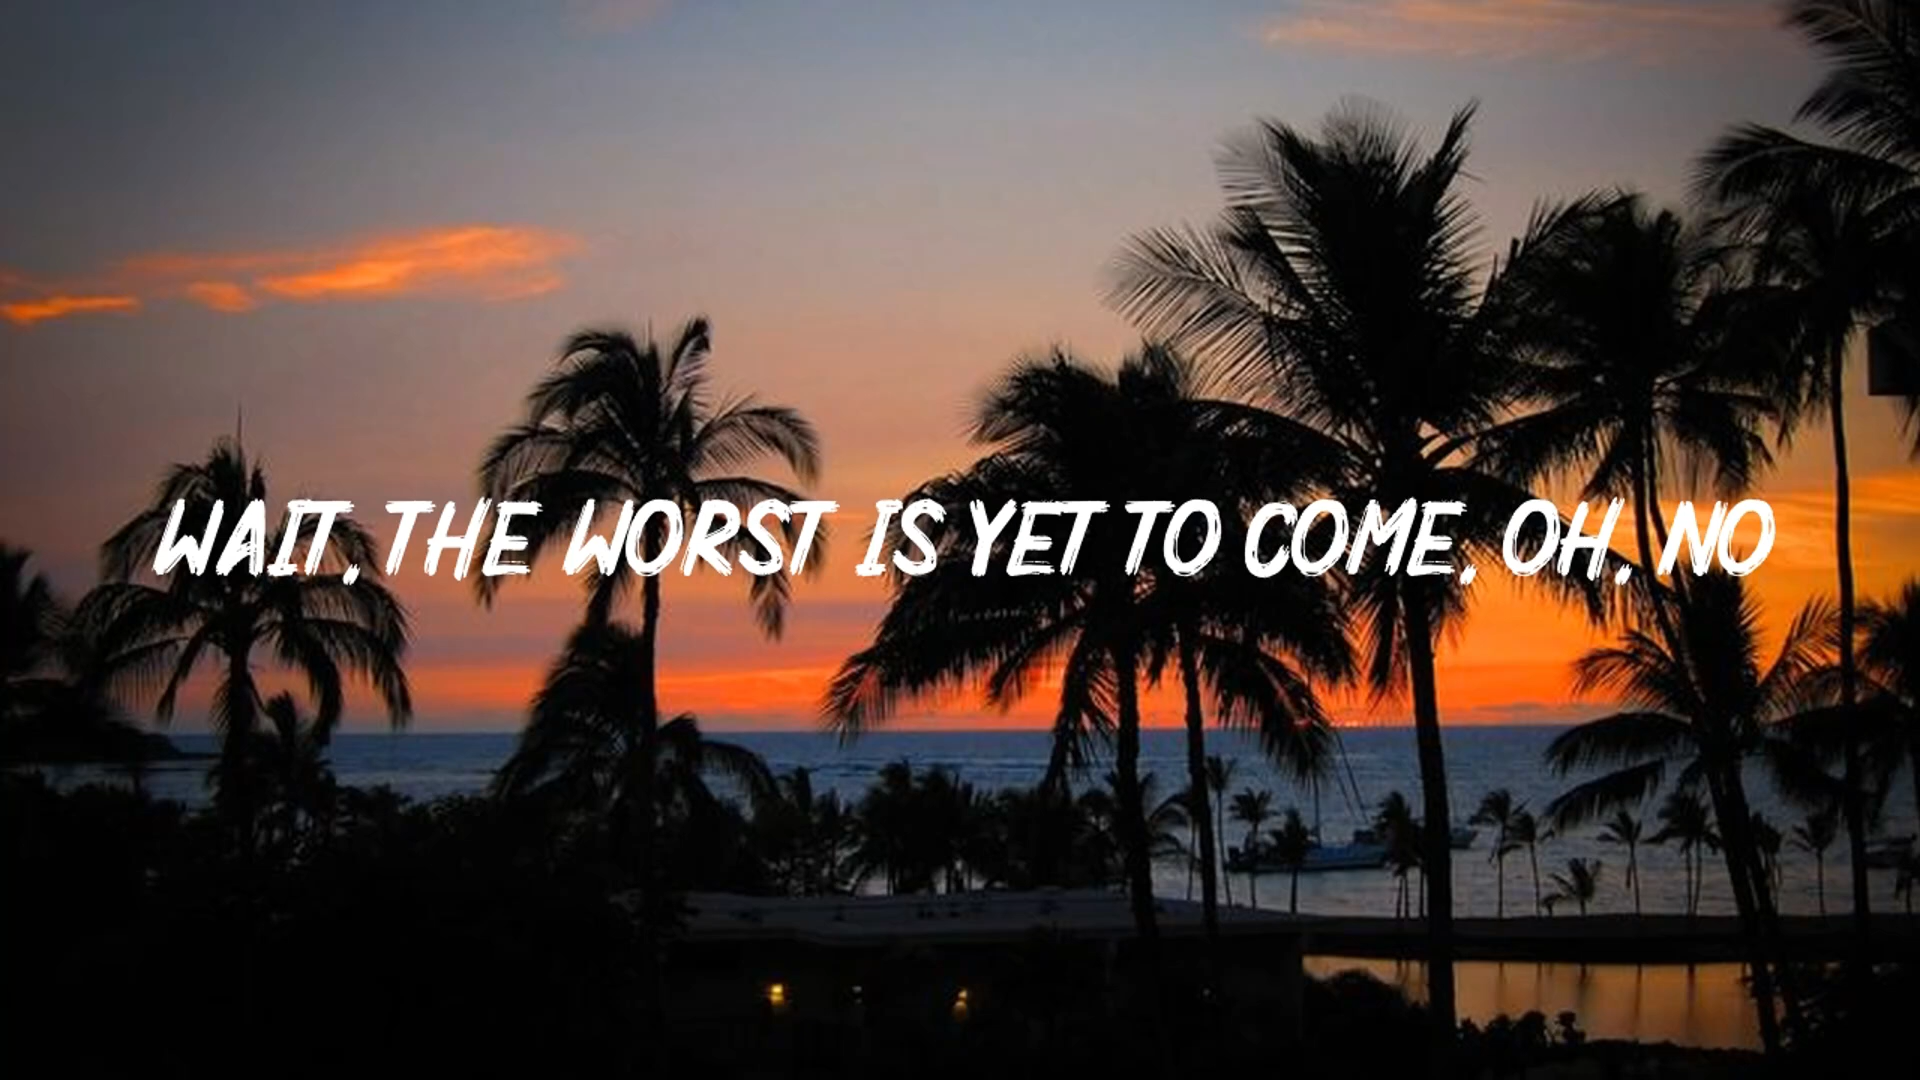 WAIT, THE WORST IS YET TO COME, OH, NO